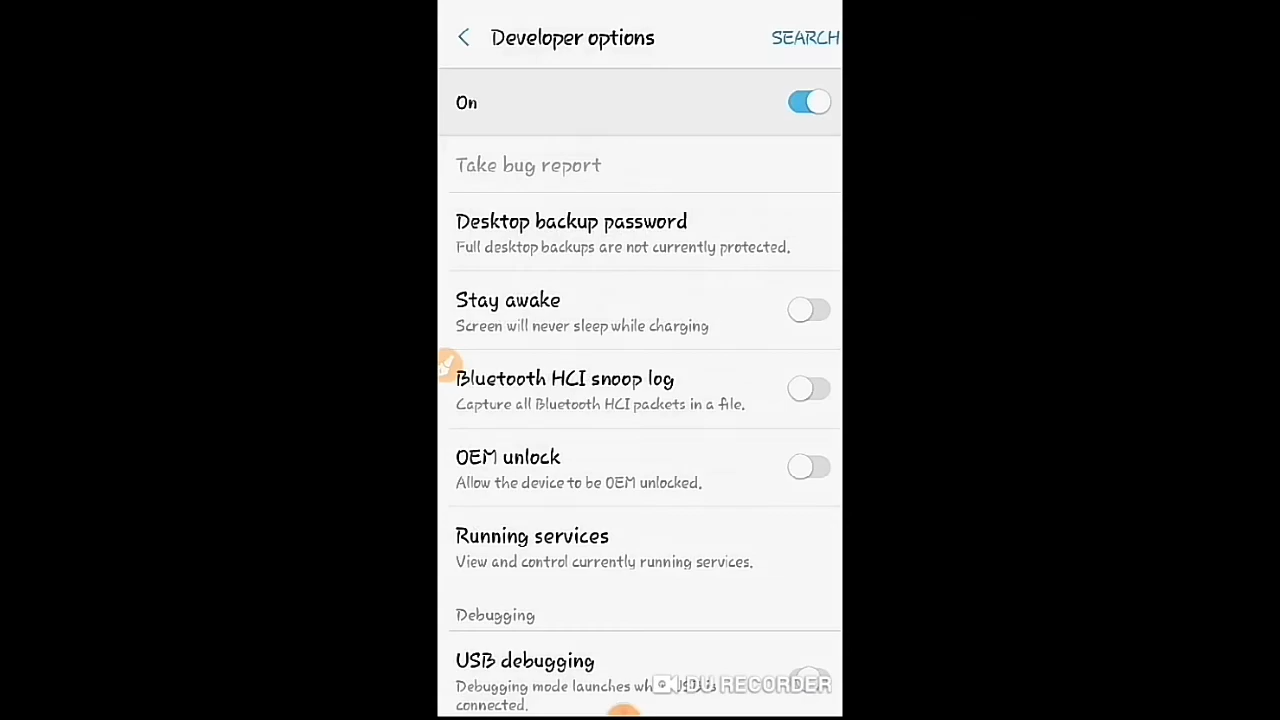 Developer options
SEARCH
On
Take bug report
Desktop backup password
Full desktop backups are not currently protected.
Stay awake
Screen will never sleep while charging
Bluetooth HCI snoop log
Capture all Bluetooth HCI packets in a file.
OEM unlock
Allow the device to be OEM unlocked.
Running services
View and control currently running services.
Debugging
USB debugging
Debugging mode launches
connected.
DU RECORDER